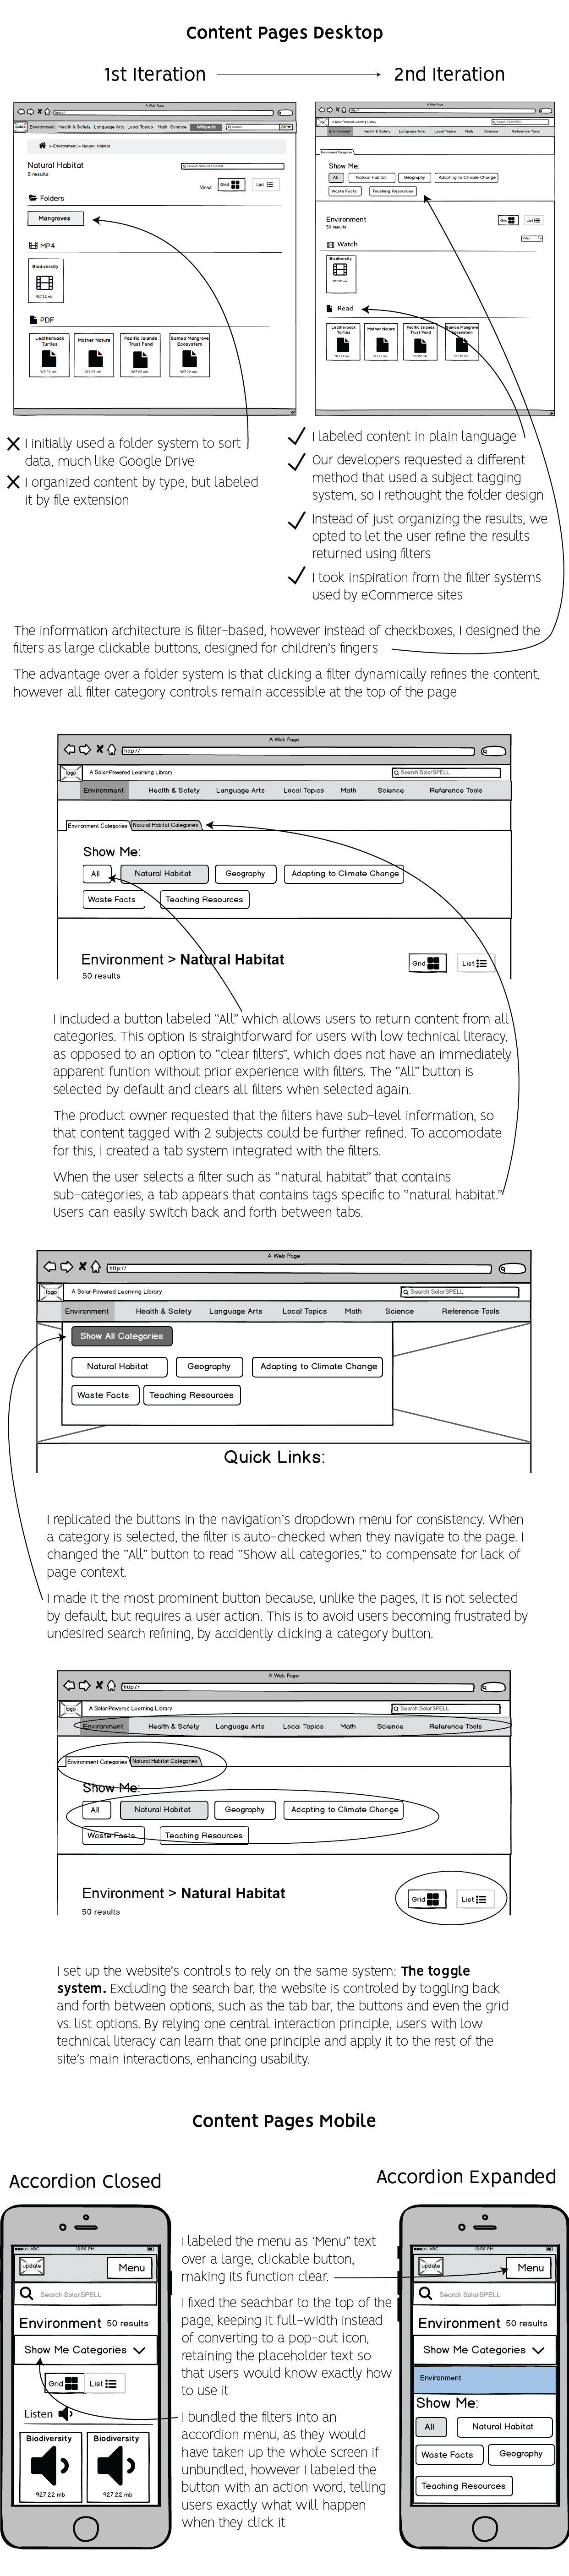 Content Pages Desktop
1st Iteration
2nd Iteration
A Web Page
http://
update
Environment Health & Safety Language Arts Local Topics Math Science Wikipedia
search
All
> Environment > Natural Habitat
Natural Habitat
8 results
search Natural Habitat
View:
Grid
List
Folders
Mangroves
MP4
Biodiversity
927.22 mb
PDF
Leatherback Turtles
Mother Nature
Pacific Islands Trust Fund
Samoa Mangrove Ecosystem
927.22 mb
927.22 mb
927.22 mb
927.22 mb
A Web Page
http://
logo
A Solar-Powered Learning Library
Search SolarSPELL
Environment Health & Safety Language Arts Local Topics Math Science Reference Tools
Environment Categories
Show Me:
All
Natural Habitat
Geography
Adapting to Climate Change
Waste Facts
Teaching Resources
Environment
50 results
Grid
List
Watch
Video
Biodiversity
927.22 mb
Read
Leatherback Turtles
Mother Nature
Pacific Islands Trust Fund
Samoa Mangrove Ecosystem
927.22 mb
927.22 mb
927.22 mb
927.22 mb
I initially used a folder system to sort
data, much like Google Drive
I organized content by type, but labeled
it by file extension
I labeled content in plain language
Our developers requested a different
method that used a subject tagging
system, so I rethought the folder design
Instead of just organizing the results, we
opted to let the user refine the results
returned using filters
I took inspiration from the filter systems
used by eCommerce sites
The information architecture is filter-based, however instead of checkboxes, I designed the
filters as large clickable buttons, designed for children's fingers
The advantage over a folder system is that clicking a filter dynamically refines the content,
however all filter category controls remain accessible at the top of the page
A Web Page
http://
logo
A Solar-Powered Learning Library
Search SolarSPELL
Environment Health & Safety Language Arts Local Topics Math Science Reference Tools
Environment Categories
Natural Habitat Categories
Show Me:
All
Natural Habitat
Geography
Adapting to Climate Change
Waste Facts
Teaching Resources
Environment > Natural Habitat
50 results
Grid
List
I included a button labeled "All" which allows users to return content from all
categories. This option is straightforward for users with low technical literacy,
as opposed to an option to "clear filters", which does not have an immediately
apparent funtion without prior experience with filters. The "All" button is
selected by default and clears all filters when selected again.
The product owner requested that the filters have sub-level information, so
that content tagged with 2 subjects could be further refined. To accomodate
for this, I created a tab system integrated with the filters.
When the user selects a filter such as "natural habitat" that contains
sub-categories, a tab appears that contains tags specific to "natural habitat."
Users can easily switch back and forth between tabs.
A Web Page
http://
logo
A Solar-Powered Learning Library
Search SolarSPELL
Environment Health & Safety Language Arts Local Topics Math Science Reference Tools
Show All Categories
Natural Habitat
Geography
Adapting to Climate Change
Waste Facts
Teaching Resources
Quick Links:
I replicated the buttons in the navigation's dropdown menu for consistency. When
a category is selected, the filter is auto-checked when they navigate to the page. I
changed the "All" button to read "Show all categories," to compensate for lack of
page context.
I made it the most prominent button because, unlike the pages, it is not selected
by default, but requires a user action. This is to avoid users becoming frustrated by
undesired search refining, by accidently clicking a category button.
A Web Page
http://
logo
A Solar-Powered Learning Library
Search SolarSPELL
Environment Health & Safety Language Arts Local Topics Math Science Reference Tools
Environment Categories
Natural Habitat Categories
Show Me:
All
Natural Habitat
Geography
Adapting to Climate Change
Waste Facts
Teaching Resources
Environment > Natural Habitat
50 results
Grid
List
I set up the website's controls to rely on the same system: The toggle
system. Excluding the search bar, the website is controled by toggling back
and forth between options, such as the tab bar, the buttons and even the grid
vs. list options. By relying one central interaction principle, users with low
technical literacy can learn that one principle and apply it to the rest of the
site's main interactions, enhancing usability.
Content Pages Mobile
Accordion Closed
Accordion Expanded
ABC
10:56 PM
update
Menu
Search SolarSPELL
Environment 50 results
Show Me Categories
Grid
List
Listen
Biodiversity
927.22 mb
Biodiversity
927.22 mb
I labeled the menu as 'Menu" text
over a large, clickable button,
making its function clear.
I fixed the seachbar to the top of the
page, keeping it full-width instead
of converting to a pop-out icon,
retaining the placeholder text so
that users would know exactly how
to use it
I bundled the filters into an
accordion menu, as they would
have taken up the whole screen if
unbundled, however I labeled the
button with an action word, telling
users exactly what will happen
when they click it
ABC
10:56 PM
update
Menu
Search SolarSPELL
Environment 50 results
Show Me Categories
Environment
Show Me:
All
Natural Habitat
Waste Facts
Geography
Teaching Resources